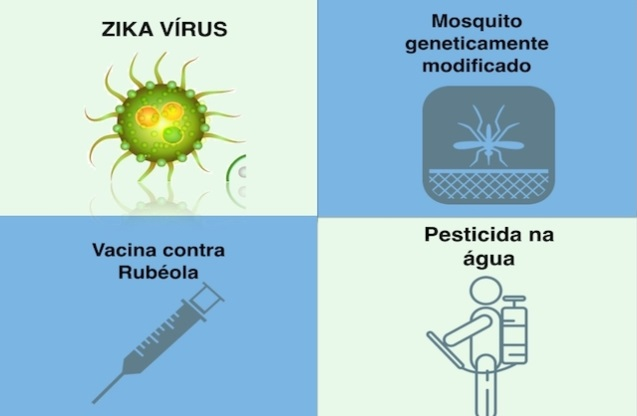 ZIKA VÍRUS
Mosquito
geneticamente
modificado
Vacina contra
Rubéola
Pesticida na
água